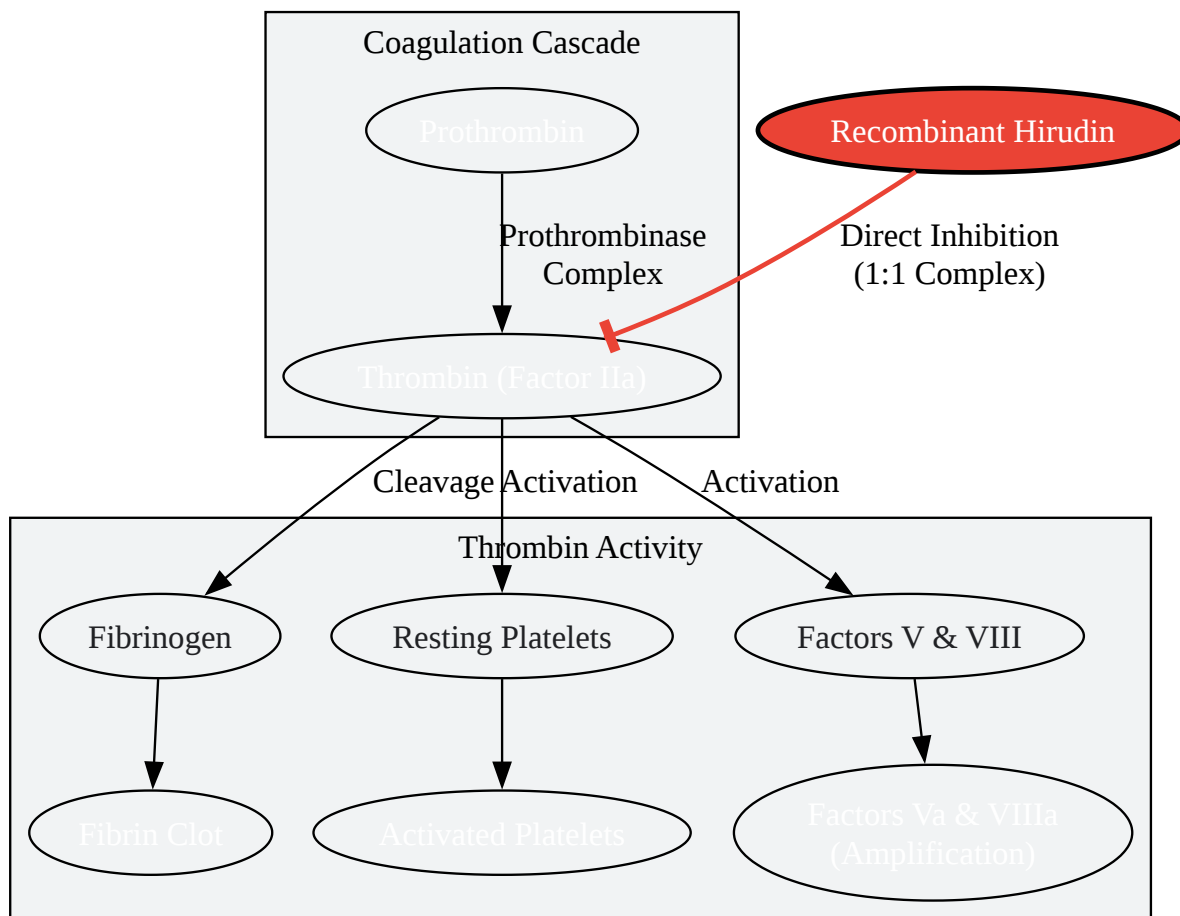 Coagulation Cascade
Prothrombin
Recombinant Hirudin
Prothrombinase
Complex
Direct Inhibition
(1:1 Complex)
Thrombin (Factor IIa)
Cleavage
Activation
Activation
Thrombin Activity
Fibrinogen
Resting Platelets
Factors V & VIII
Fibrin Clot
Activated Platelets
Factors Va & VIIIa
(Amplification)